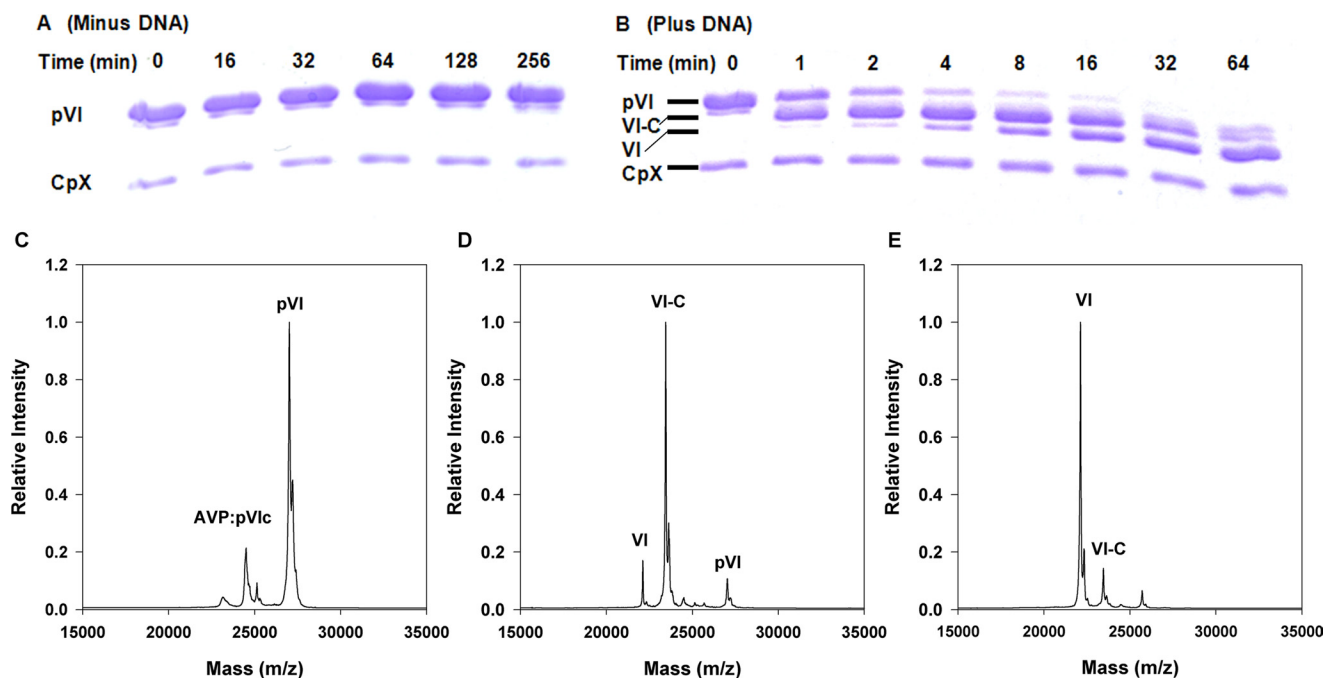 A (Minus DNA)
Time (min) 0 16 32 64 128 256
pVI
CpX
B (Plus DNA)
Time (min) 0 1 2 4 8 16 32 64
pVI
VI-C
VI
CpX
C
1.2
1.0
0.8
0.6
0.4
0.2
0.0
Relative Intensity
pVI
AVP:pVIc
15000 20000 25000 30000 35000
Mass (m/z)
D
1.2
1.0
0.8
0.6
0.4
0.2
0.0
Relative Intensity
VI-C
VI
pVI
15000 20000 25000 30000 35000
Mass (m/z)
E
1.2
1.0
0.8
0.6
0.4
0.2
0.0
Relative Intensity
VI
VI-C
15000 20000 25000 30000 35000
Mass (m/z)